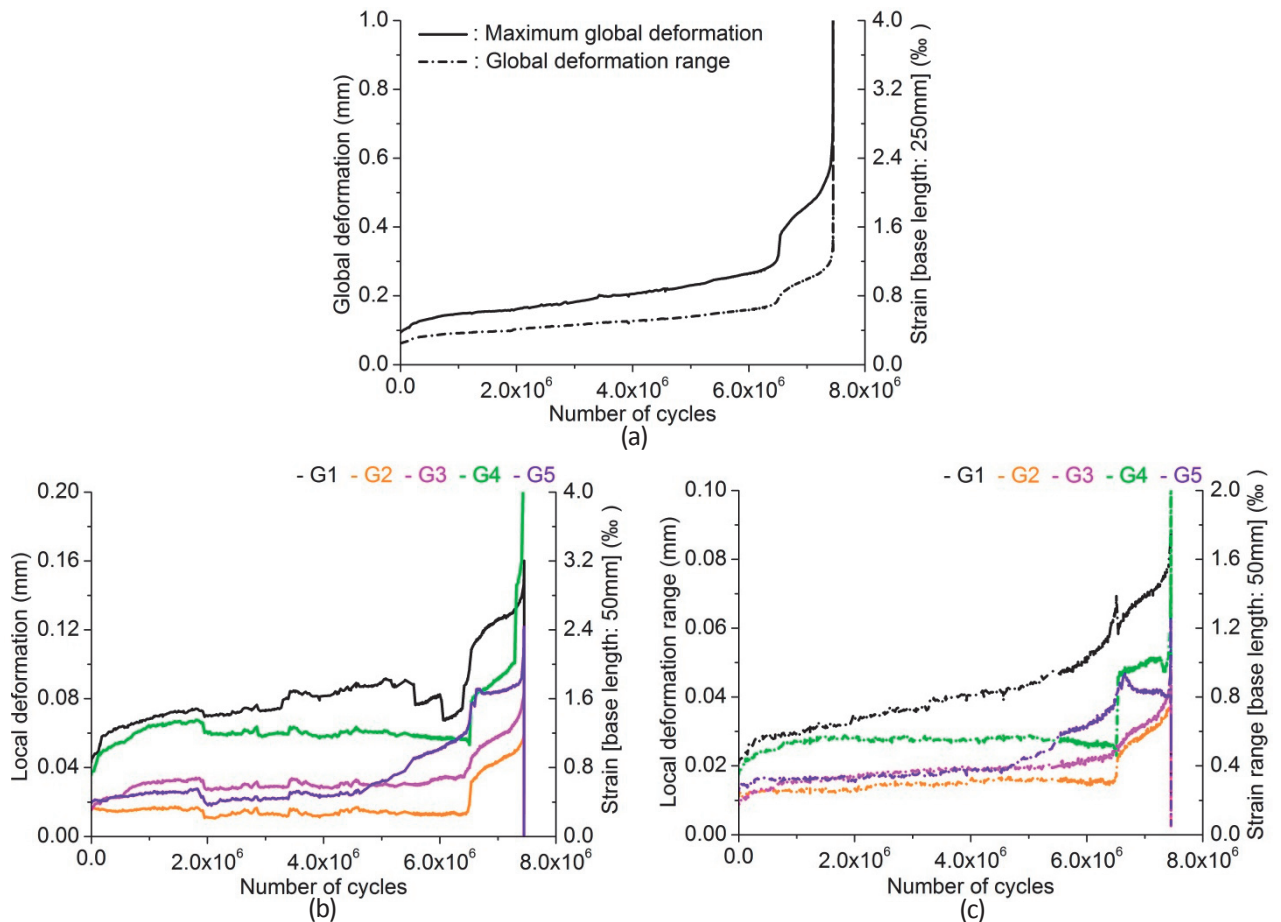 : Maximum global deformation
: Global deformation range
Global deformation (mm)
1.0
0.8
0.6
0.4
0.2
0.0
4.0
3.2
2.4
1.6
0.8
0.0
Strain [base length: 250mm] (‰ )
0.0 2.0x10⁶ 4.0x10⁶ 6.0x10⁶ 8.0x10⁶
Number of cycles
(a)
- G1 - G2 - G3 - G4 - G5
Local deformation (mm)
0.20
0.16
0.12
0.08
0.04
0.00
4.0
3.2
2.4
1.6
0.8
0.0
Strain [base length: 50mm] (‰ )
0.0 2.0x10⁶ 4.0x10⁶ 6.0x10⁶ 8.0x10⁶
Number of cycles
(b)
- G1 - G2 - G3 - G4 - G5
Local deformation range (mm)
0.10
0.08
0.06
0.04
0.02
0.00
2.0
1.6
1.2
0.8
0.4
0.0
Strain range [base length: 50mm] (‰ )
0.0 2.0x10⁶ 4.0x10⁶ 6.0x10⁶ 8.0x10⁶
Number of cycles
(c)